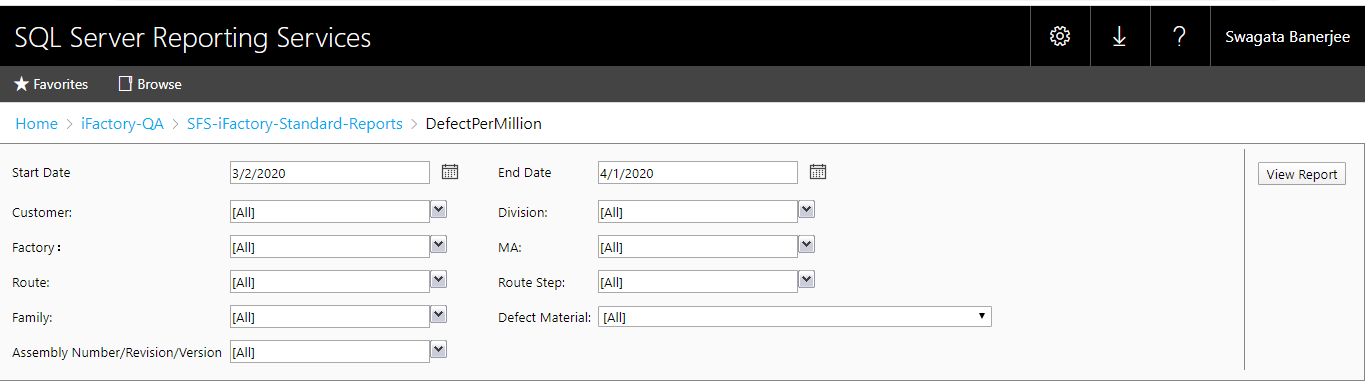 SQL Server Reporting Services
? Swagata Banerjee
Favorites Browse
Home > iFactory-QA > SFS-iFactory-Standard-Reports > DefectPerMillion
Start Date 3/2/2020 End Date 4/1/2020 View Report
Customer: [All] Division: [All]
Factory : [All] MA: [All]
Route: [All] Route Step: [All]
Family: [All] Defect Material: [All]
Assembly Number/Revision/Version [All]